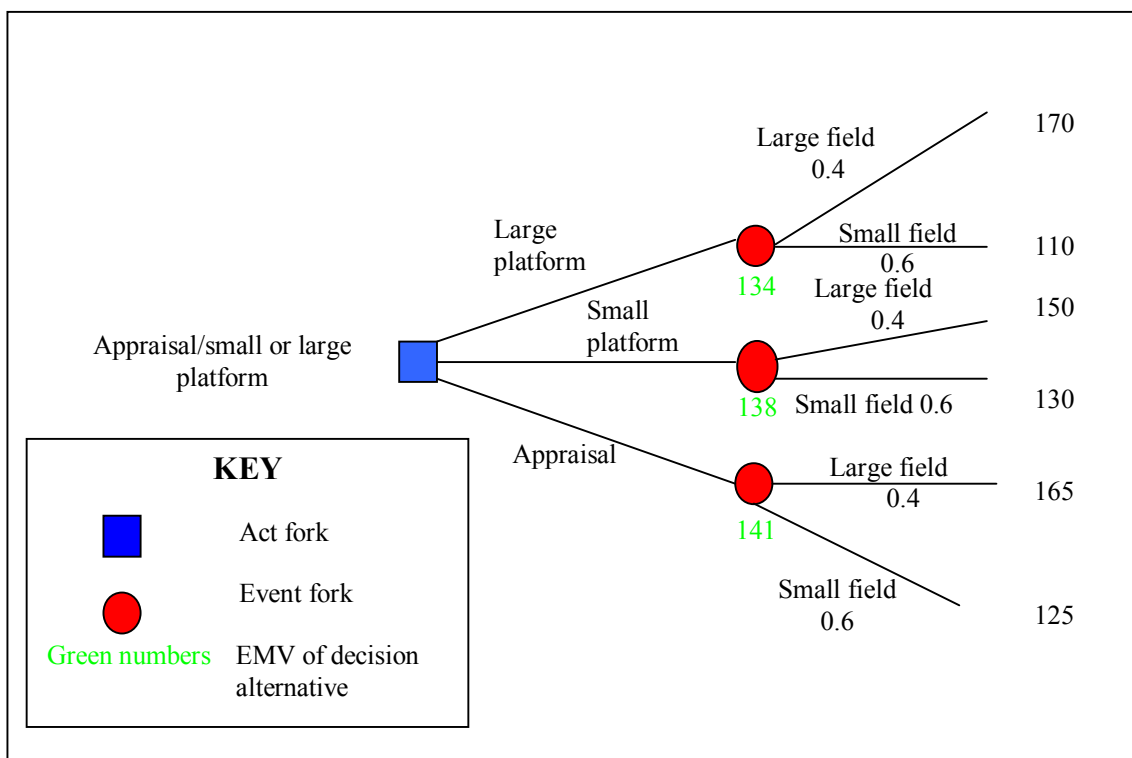 Large field
0.4
170
Large
platform
Small field
0.6
110
134
Large field
0.4
150
Small
platform
Appraisal/small or large
platform
138
Small field 0.6
130
Appraisal
Large field
0.4
165
141
Small field
0.6
125
KEY
Act fork
Event fork
Green numbers
EMV of decision
alternative